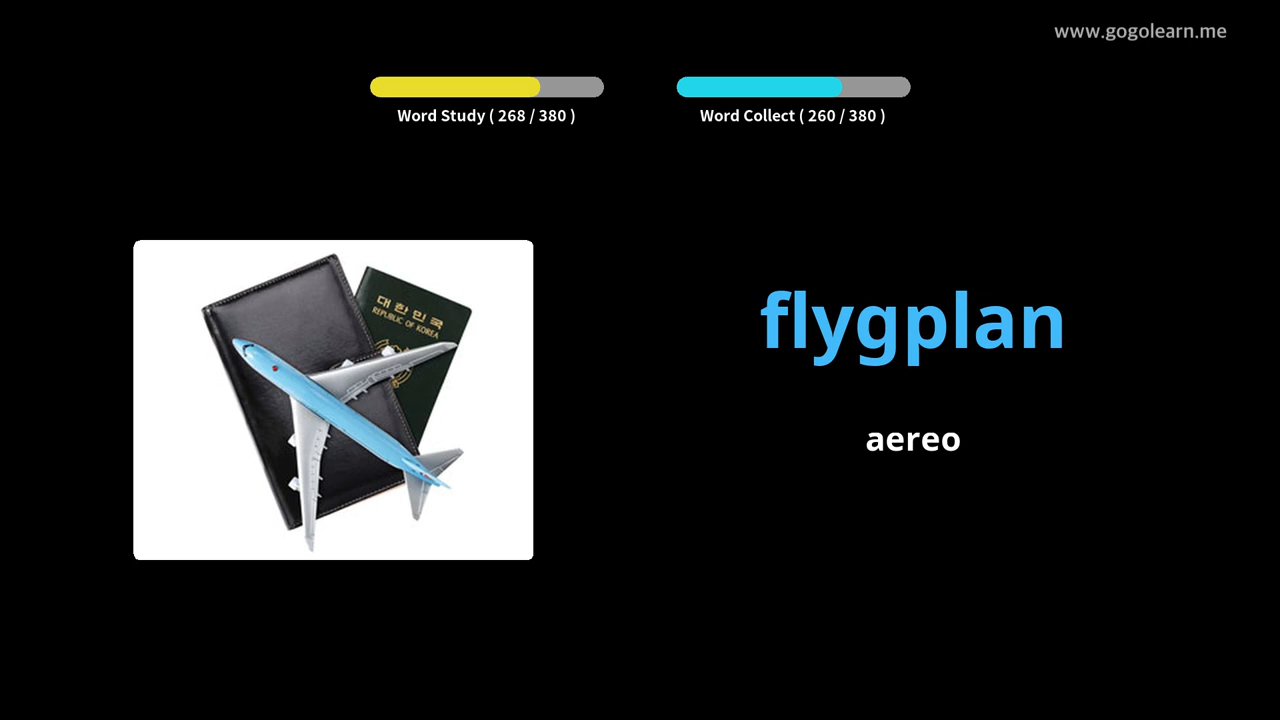 www.gogolearn.me
Word Study ( 268 / 380 )
Word Collect ( 260 / 380 )
대한민국
REPUBLIC OF KOREA
flygplan
aereo